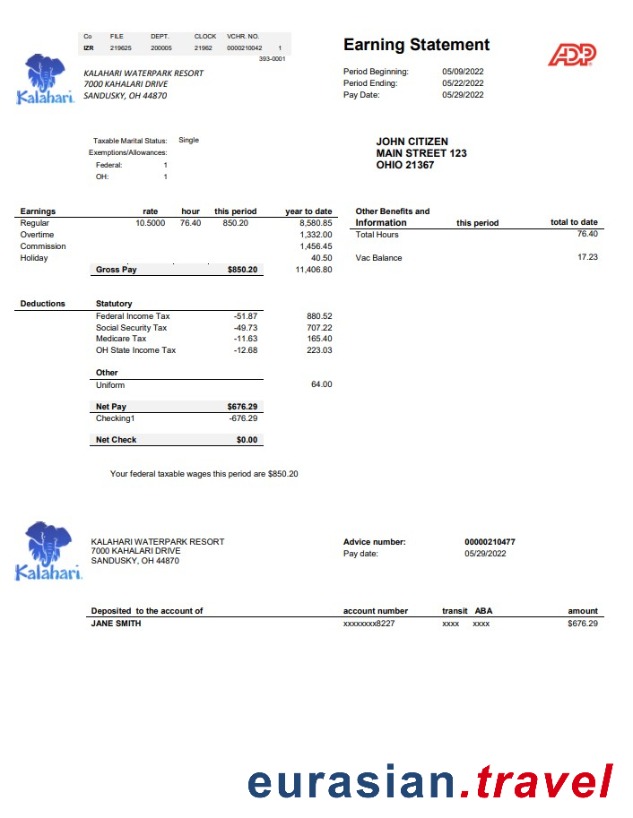 Co FILE DEPT. CLOCK VCHR. NO.
IZR 219625 200005 21962 0000210042 1
393-0001
Kalahari.
KALAHARI WATERPARK RESORT
7000 KAHALARI DRIVE
SANDUSKY, OH 44870
Earning Statement
ADP
Period Beginning: 05/09/2022
Period Ending: 05/22/2022
Pay Date: 05/29/2022
Taxable Marital Status: Single
Exemptions/Allowances:
Federal: 1
OH: 1
JOHN CITIZEN
MAIN STREET 123
OHIO 21367
Earnings rate hour this period year to date
Regular 10.5000 76.40 850.20 8,580.85
Overtime 1,332.00
Commission 1,456.45
Holiday 40.50
Gross Pay $850.20 11,406.80
Other Benefits and
Information this period total to date
Total Hours 76.40
Vac Balance 17.23
Deductions Statutory
Federal Income Tax -51.87 880.52
Social Security Tax -49.73 707.22
Medicare Tax -11.63 165.40
OH State Income Tax -12.68 223.03
Other
Uniform 64.00
Net Pay $676.29
Checking1 -676.29
Net Check $0.00
Your federal taxable wages this period are $850.20
Kalahari.
KALAHARI WATERPARK RESORT
7000 KAHALARI DRIVE
SANDUSKY, OH 44870
Advice number: 00000210477
Pay date: 05/29/2022
Deposited to the account of account number transit ABA amount
JANE SMITH xxxxxxxx8227 xxxx xxxx $676.29
eurasian.travel